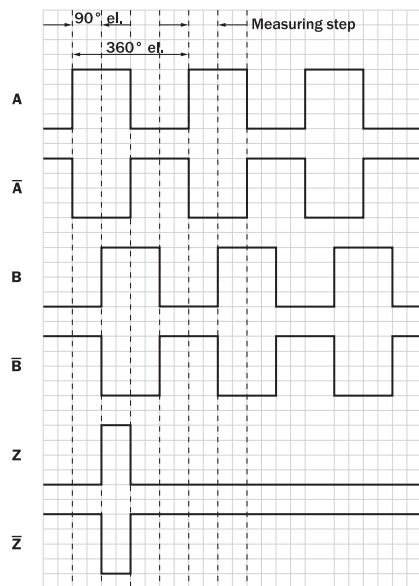 90° el.
Measuring step
360° el.
A
A̅
B
B̅
Z
Z̅